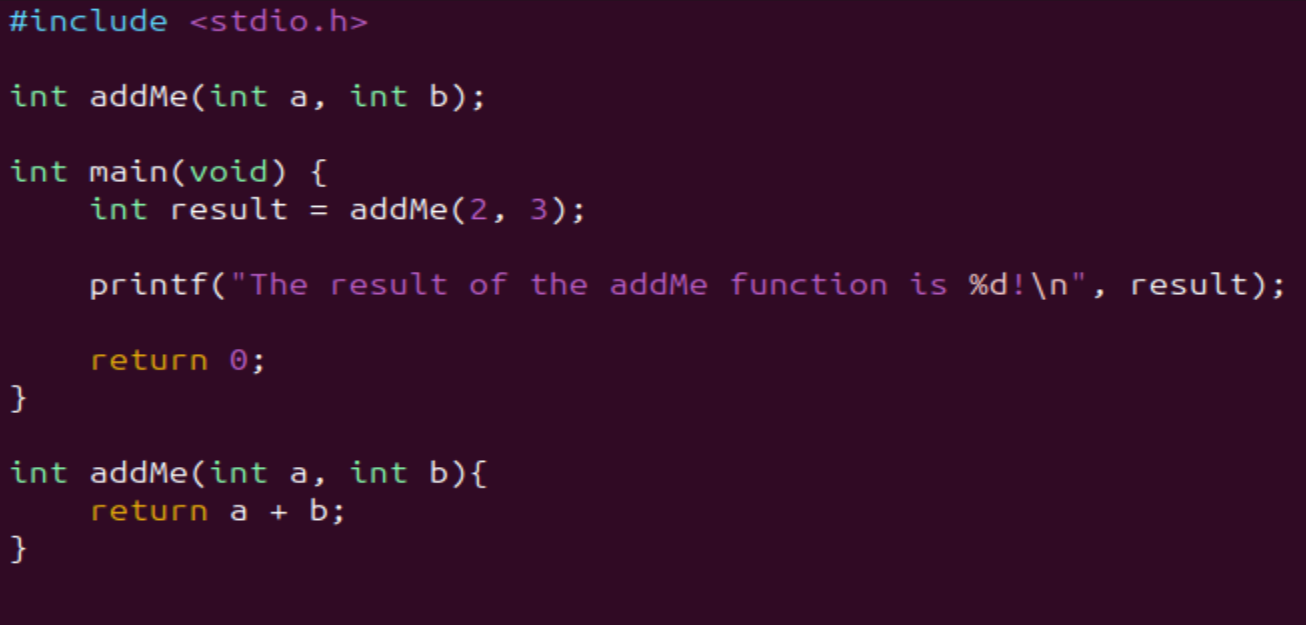 #include <stdio.h>
int addMe(int a, int b);
int main(void) {
    int result = addMe(2, 3);
    printf("The result of the addMe function is %d!\n", result);
    return 0;
}
int addMe(int a, int b){
    return a + b;
}